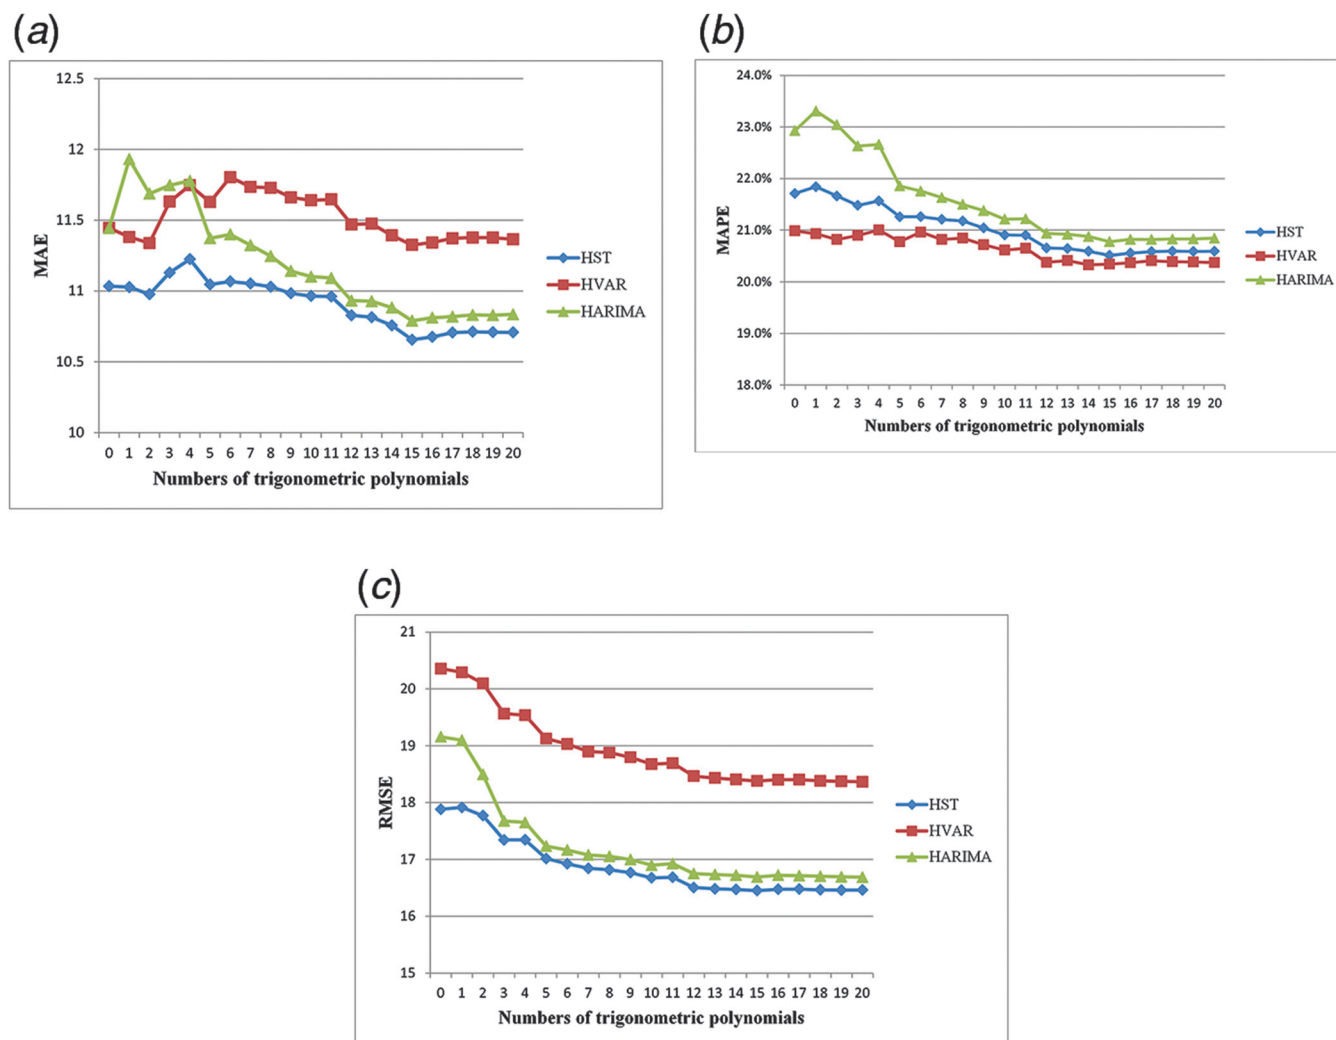 (a)
12.5
12
11.5
11
10.5
10
MAE
0 1 2 3 4 5 6 7 8 9 10 11 12 13 14 15 16 17 18 19 20
Numbers of trigonometric polynomials
HST
HVAR
HARIMA
(b)
24.0%
23.0%
22.0%
21.0%
20.0%
19.0%
18.0%
MAPE
0 1 2 3 4 5 6 7 8 9 10 11 12 13 14 15 16 17 18 19 20
Numbers of trigonometric polynomials
HST
HVAR
HARIMA
(c)
21
20
19
18
17
16
15
RMSE
0 1 2 3 4 5 6 7 8 9 10 11 12 13 14 15 16 17 18 19 20
Numbers of trigonometric polynomials
HST
HVAR
HARIMA